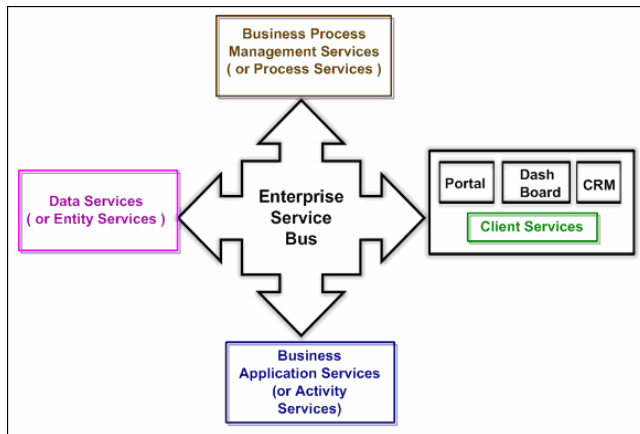 Business Process
Management Services
( or Process Services )
Data Services
( or Entity Services )
Enterprise
Service
Bus
Portal
Dash
Board
CRM
Client Services
Business
Application Services
(or Activity
Services)